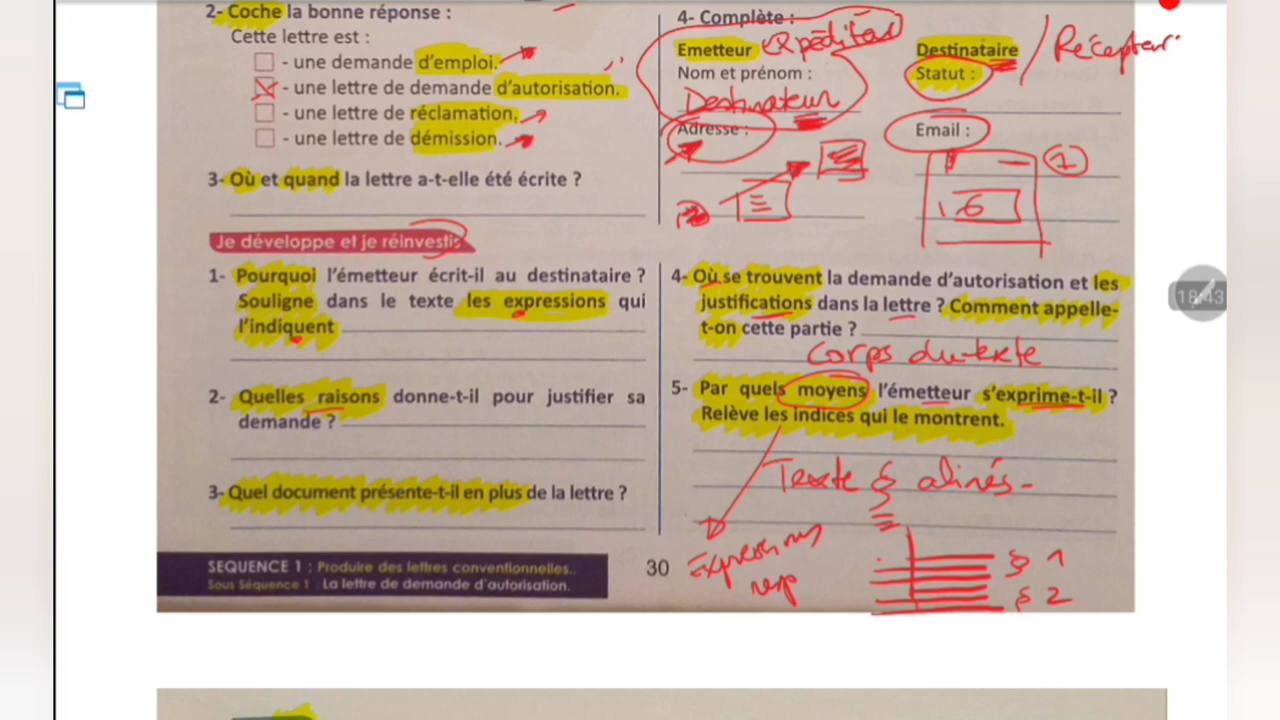 2- Coche la bonne réponse :
Cette lettre est :
- une demande d'emploi.
- une lettre de demande d'autorisation.
- une lettre de réclamation.
- une lettre de démission.
3- Où et quand la lettre a-t-elle été écrite ?
4- Complète :
Emetteur expéditeur
Nom et prénom :
Destinateur
Adresse :
Destinataire / Récepteur
Statut :
Email :
1
6
Je développe et je réinvestis
1- Pourquoi l'émetteur écrit-il au destinataire ?
Souligne dans le texte les expressions qui
l'indiquent
2- Quelles raisons donne-t-il pour justifier sa
demande ?
3- Quel document présente-t-il en plus de la lettre ?
4- Où se trouvent la demande d'autorisation et les
justifications dans la lettre ? Comment appelle-
t-on cette partie ?
Corps du texte
5- Par quels moyens l'émetteur s'exprime-t-il ?
Relève les indices qui le montrent.
Texte § alinés
§ 1
§ 2
SEQUENCE 1 : Produire des lettres conventionnelles..
Sous Séquence 1 : La lettre de demande d'autorisation.
30
18:43